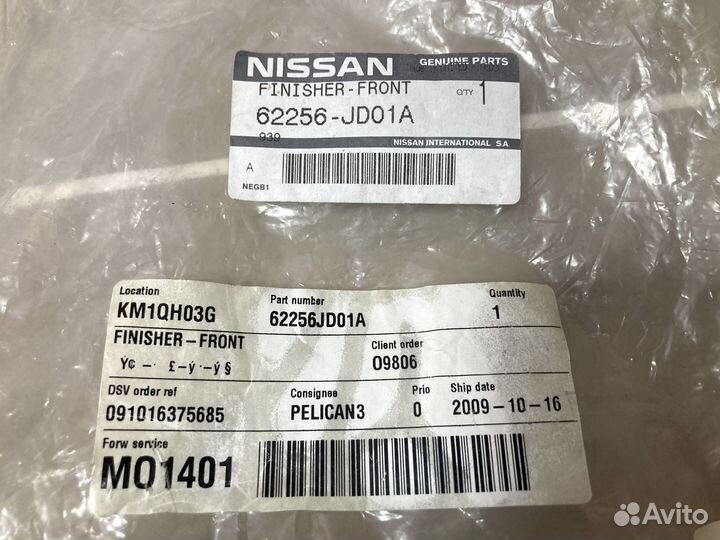 NISSAN GENUINE PARTS
FINISHER-FRONT Q'TY 1
62256-JD01A
939
NISSAN INTERNATIONAL SA
A
NEGB1
Location Part number Quantity
KM1QH03G 62256JD01A 1
FINISHER-FRONT Client order
Ý¢ -· £-ý·-ý § 09806
DSV order ref Consignee Prio Ship date
091016375685 PELICAN3 0 2009-10-16
Forw service
MO1401
Avito